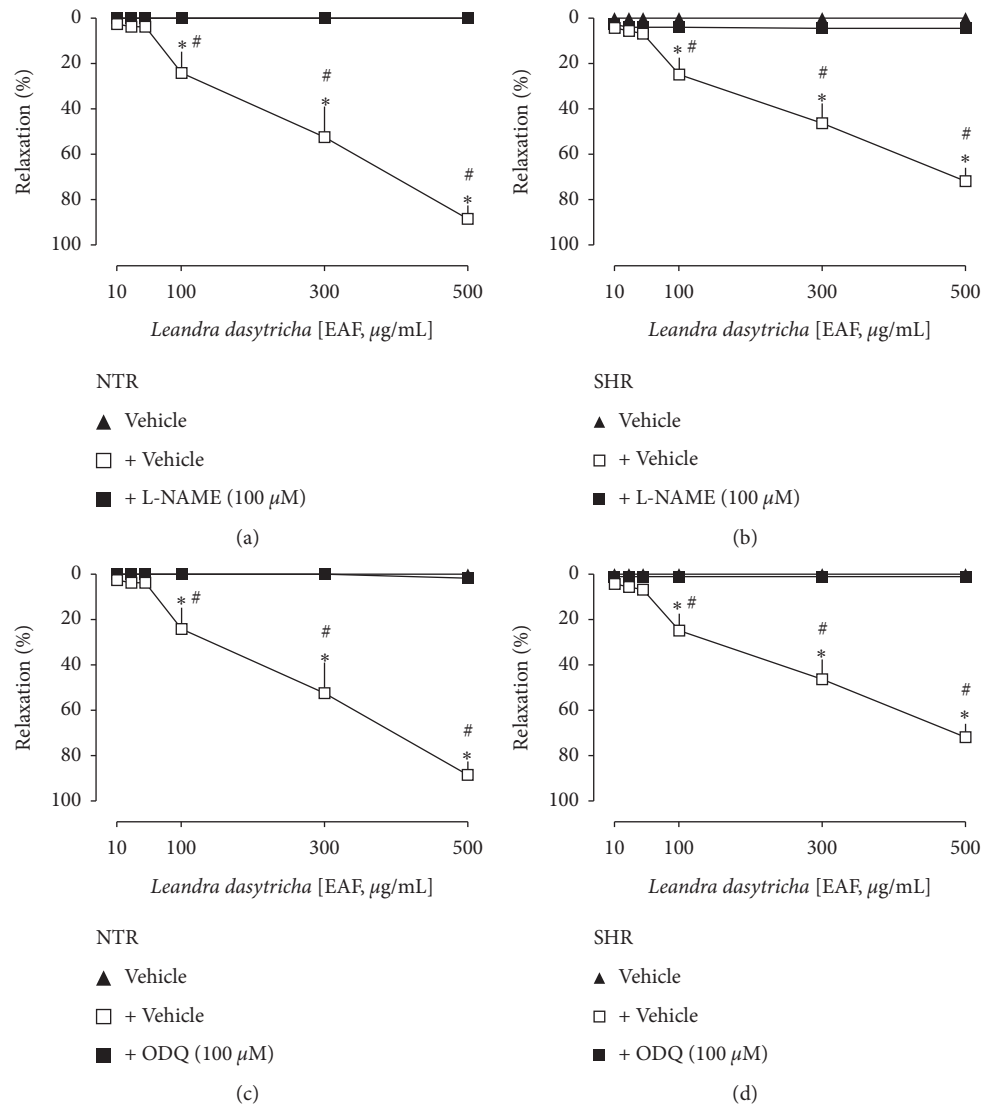 0
20
40
60
80
100
Relaxation (%)
* #
#
*
#
*
10 100 300 500
Leandra dasytricha [EAF, µg/mL]
NTR
Vehicle
+ Vehicle
+ L-NAME (100 µM)
(a)
0
20
40
60
80
100
Relaxation (%)
* #
#
*
#
*
10 100 300 500
Leandra dasytricha [EAF, µg/mL]
SHR
Vehicle
+ Vehicle
+ L-NAME (100 µM)
(b)
0
20
40
60
80
100
Relaxation (%)
* #
#
*
#
*
10 100 300 500
Leandra dasytricha [EAF, µg/mL]
NTR
Vehicle
+ Vehicle
+ ODQ (100 µM)
(c)
0
20
40
60
80
100
Relaxation (%)
* #
#
*
#
*
10 100 300 500
Leandra dasytricha [EAF, µg/mL]
SHR
Vehicle
+ Vehicle
+ ODQ (100 µM)
(d)